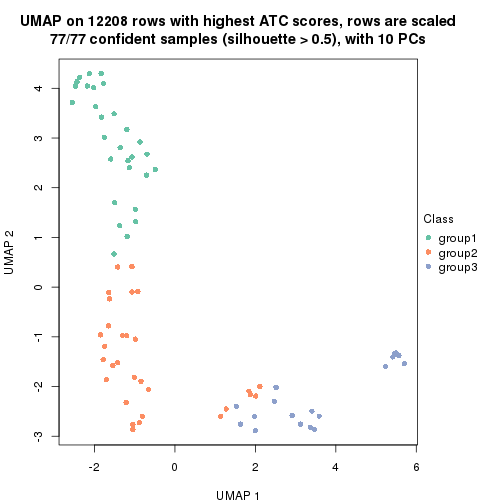 UMAP on 12208 rows with highest ATC scores, rows are scaled
77/77 confident samples (silhouette > 0.5), with 10 PCs
4
3
2
1
0
-1
-2
-3
UMAP 2
-2
0
2
4
6
UMAP 1
Class
group1
group2
group3